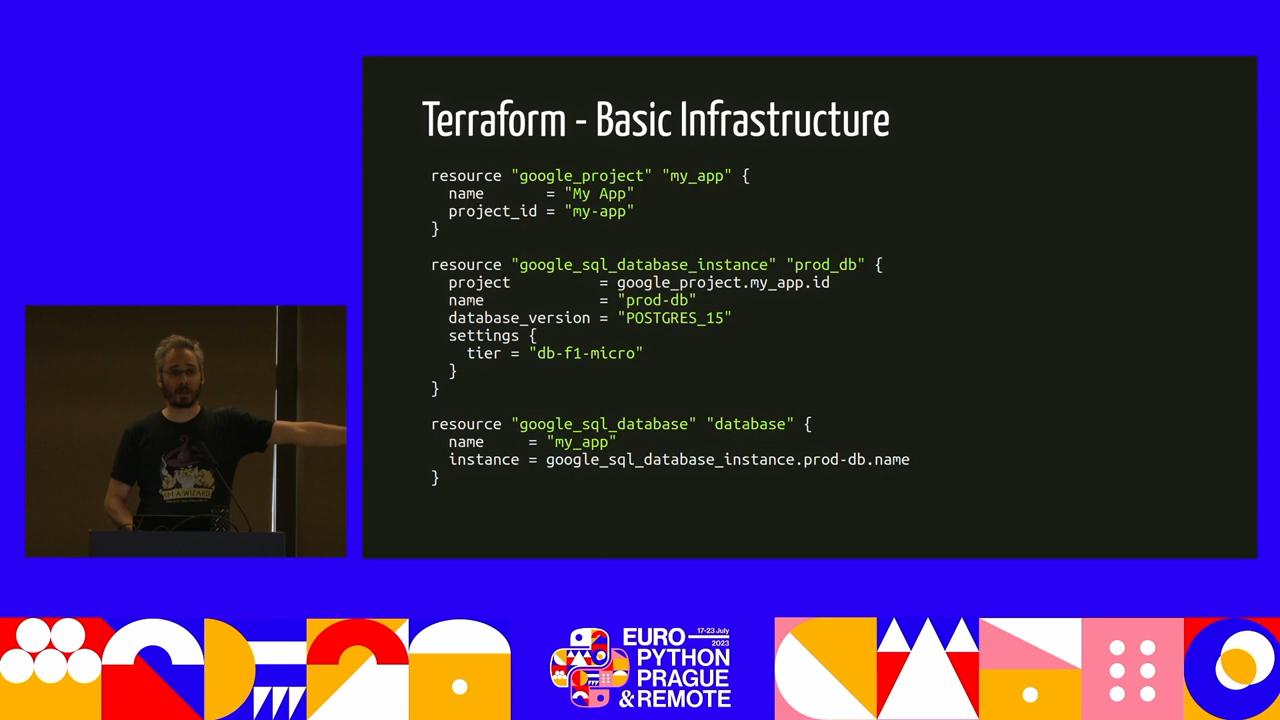 Terraform - Basic Infrastructure
resource "google_project" "my_app" {
  name       = "My App"
  project_id = "my-app"
}
resource "google_sql_database_instance" "prod_db" {
  project          = google_project.my_app.id
  name             = "prod-db"
  database_version = "POSTGRES_15"
  settings {
    tier = "db-f1-micro"
  }
}
resource "google_sql_database" "database" {
  name     = "my_app"
  instance = google_sql_database_instance.prod-db.name
}
I'M A WIZARD
17-23 July
2023
EURO
PYTHON
PRAGUE
& REMOTE